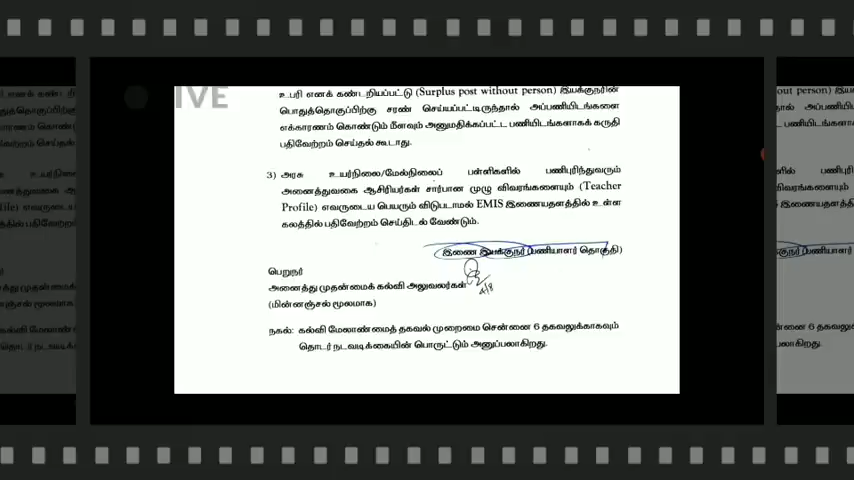 IVE
உபரி எனக் கண்டறியப்பட்டு (Surplus post without person) இயக்குநரின்
பொதுத்தொகுப்பிற்கு சரண் செய்யப்பட்டிருந்தால் அப்பணியிடங்களை
எக்காரணம் கொண்டும் மீளவும் அனுமதிக்கப்பட்ட பணியிடங்களாகக் கருதி
பதிவேற்றம் செய்தல் கூடாது.
3) அரசு உயர்நிலை/மேல்நிலைப் பள்ளிகளில் பணிபுரிந்துவரும்
அனைத்துவகை ஆசிரியர்கள் சார்பான முழு விவரங்களையும் (Teacher
Profile) எவருடைய பெயரும் விடுபடாமல் EMIS இணையதளத்தில் உள்ள
களத்தில் பதிவேற்றம் செய்திடல் வேண்டும்.
இணை இயக்குநர் (பணியாளர் தொகுதி)
பெறுநர்
அனைத்து முதன்மைக் கல்வி அலுவலர்கள்
(மின்னஞ்சல் மூலமாக)
நகல்: கல்வி மேலாண்மைத் தகவல் முறைமை சென்னை 6 தகவலுக்காகவும்
தொடர் நடவடிக்கையின் பொருட்டும் அனுப்பலாகிறது.